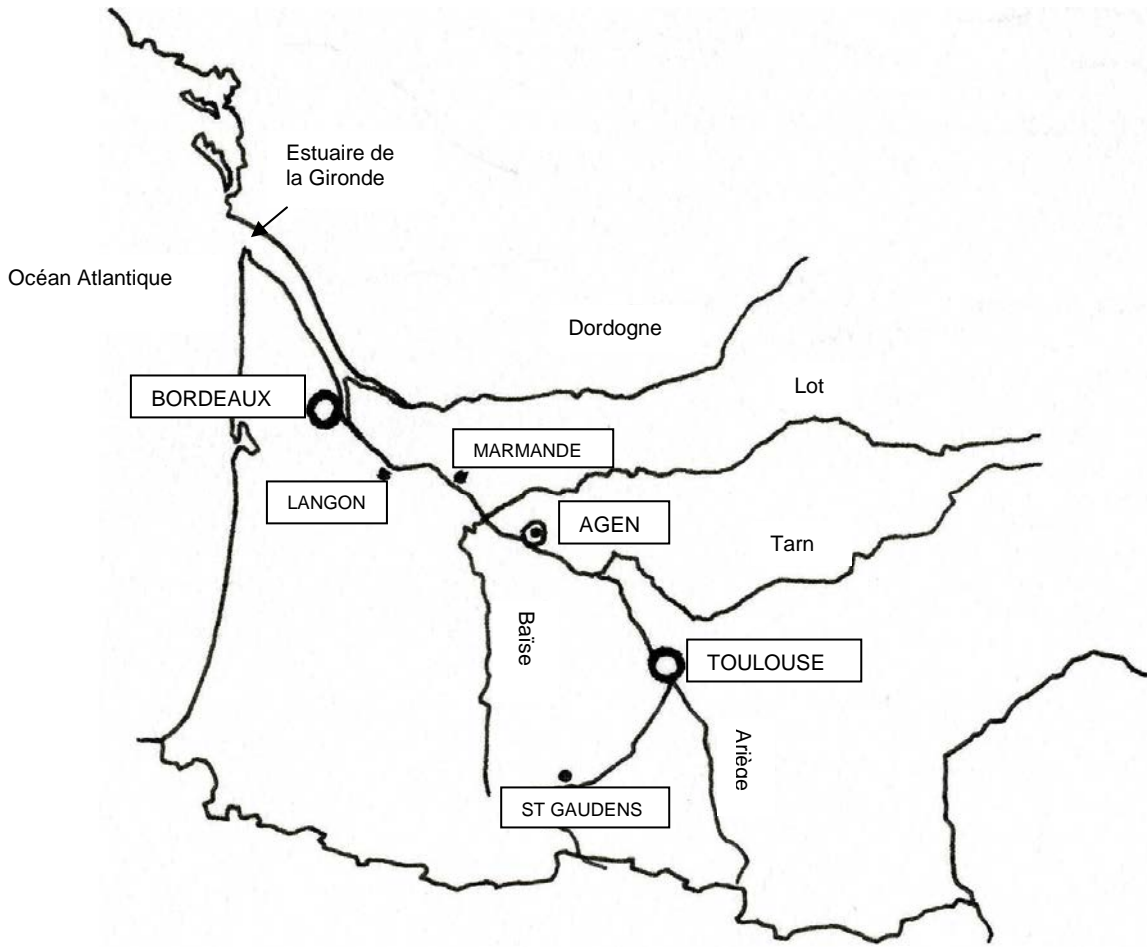 Estuaire de
la Gironde
Océan Atlantique
Dordogne
Lot
BORDEAUX
MARMANDE
LANGON
AGEN
Tarn
Baïse
TOULOUSE
Ariège
ST GAUDENS